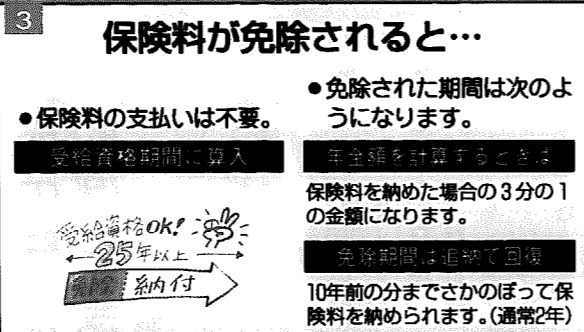 3
保険料が免除されると…
●保険料の支払いは不要。
受給資格期間に算入
受給資格OK!
25年以上
納付
●免除された期間は次のよ
うになります。
年金額を計算するときは
保険料を納めた場合の3分の1
の金額になります。
免除期間は追納で回復
10年前の分までさかのぼって保
険料を納められます。(通常2年)